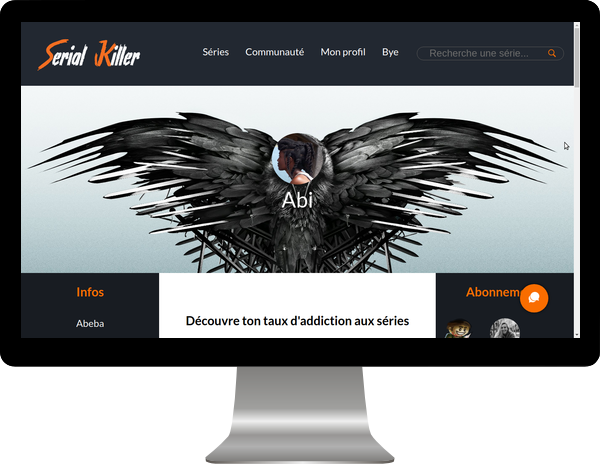 Serial Killer
Séries Communauté Mon profil Bye
Recherche une série...
Abi
Infos
Abeba
Découvre ton taux d'addiction aux séries
Abonnem